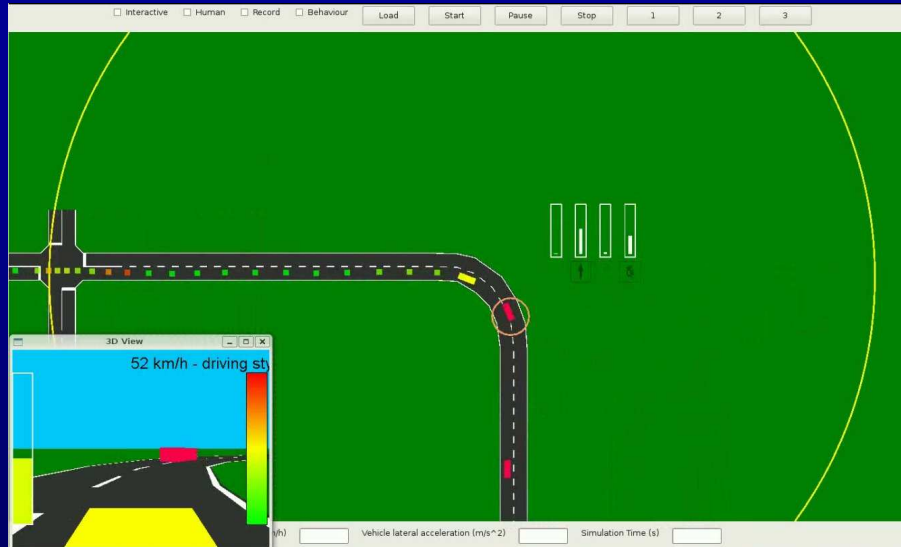 Interactive Human Record Behaviour Load Start Pause Stop 1 2 3
3D View
52 km/h - driving sty
/h) Vehicle lateral acceleration (m/s^2) Simulation Time (s)